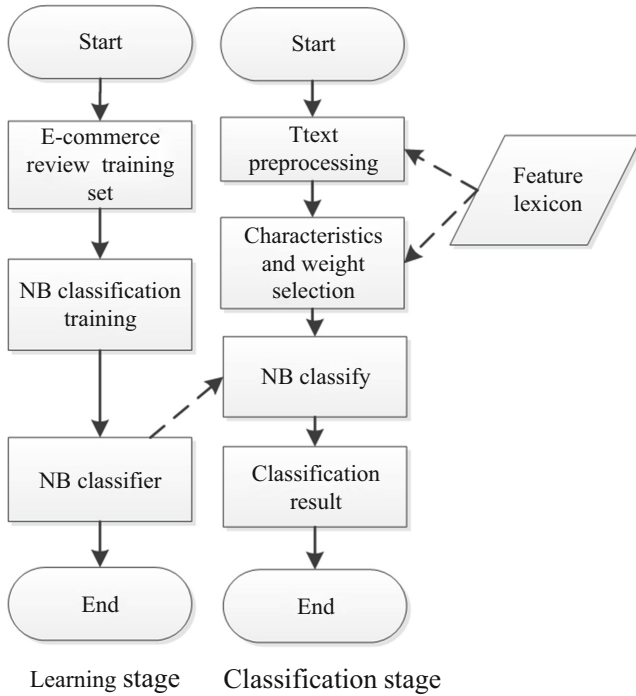 Start
E-commerce
review training
set
NB classification
training
NB classifier
End
Learning stage
Start
Ttext
preprocessing
Characteristics
and weight
selection
NB classify
Classification
result
End
Classification stage
Feature
lexicon